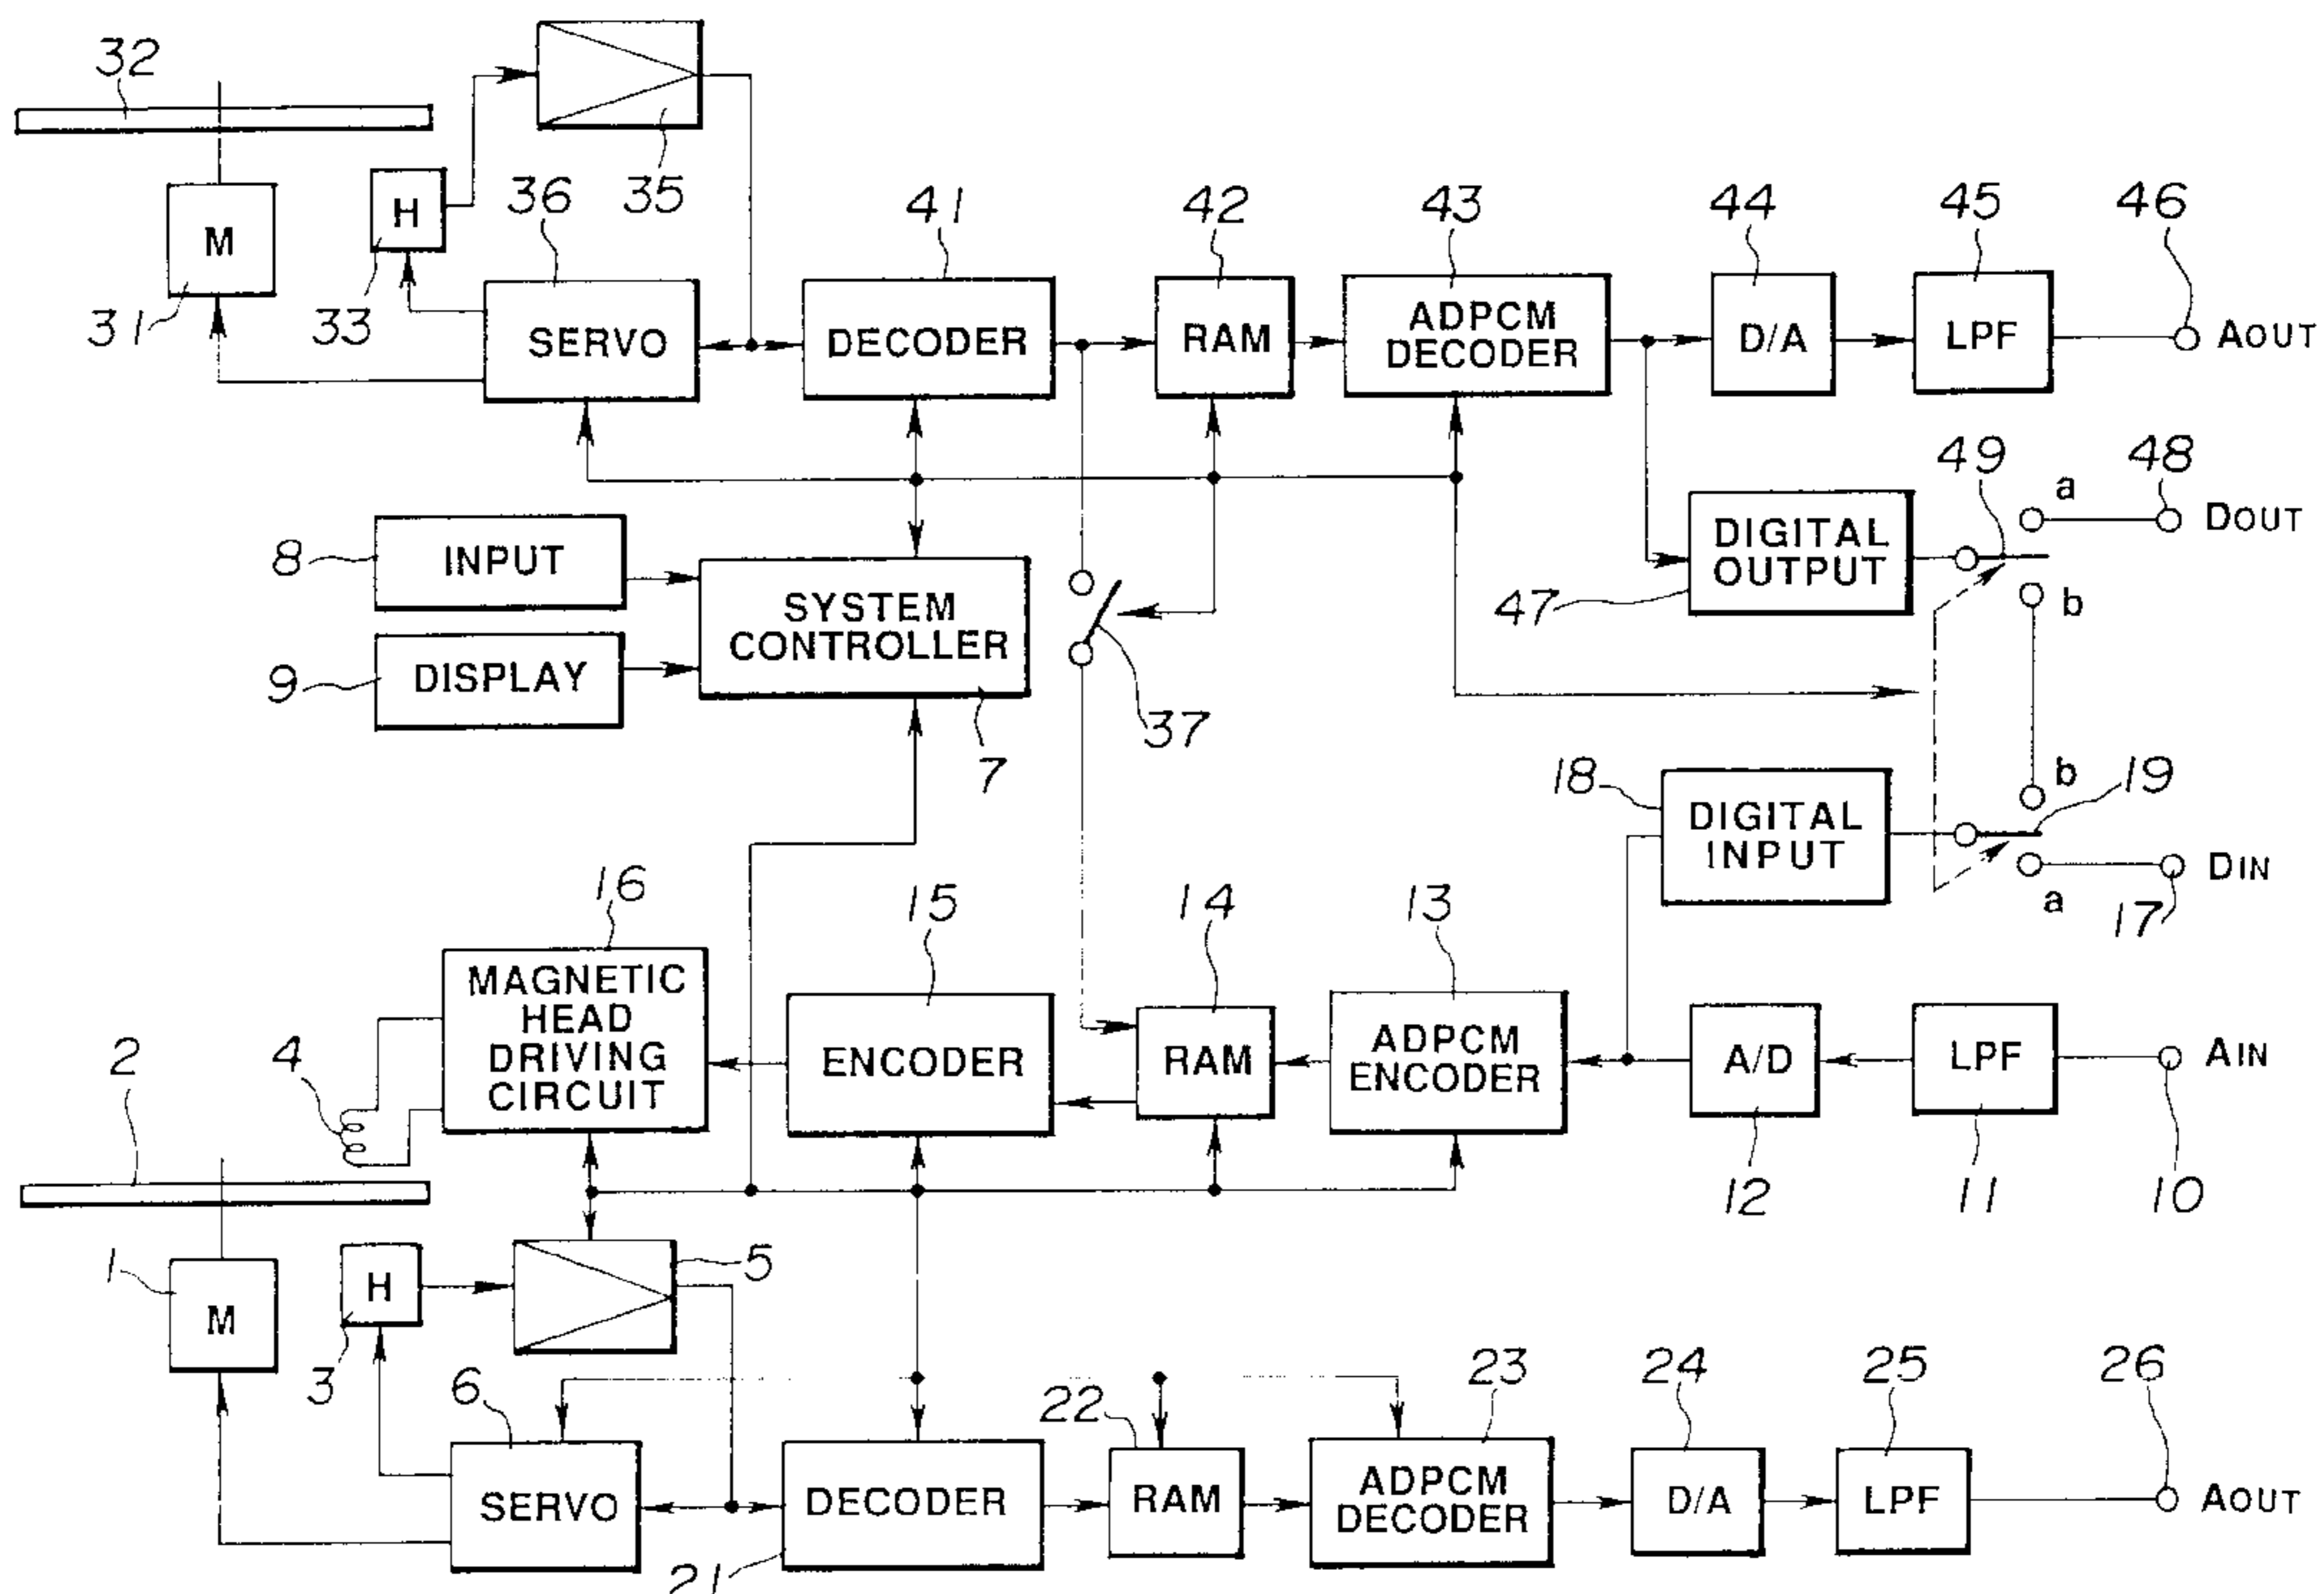 32
35
36
41
42
43
44
45
46
H
M
31
33
SERVO
DECODER
RAM
ADPCM
DECODER
D/A
LPF
AOUT
49
a
48
DOUT
8
INPUT
DIGITAL
OUTPUT
47
b
SYSTEM
CONTROLLER
9
DISPLAY
37
7
18
b
19
DIGITAL
INPUT
DIN
a
17
16
15
14
13
MAGNETIC
HEAD
DRIVING
CIRCUIT
ENCODER
RAM
ADPCM
ENCODER
A/D
LPF
AIN
2
4
12
11
10
1
M
H
5
3
6
22
23
24
25
26
SERVO
DECODER
RAM
ADPCM
DECODER
D/A
LPF
AOUT
21